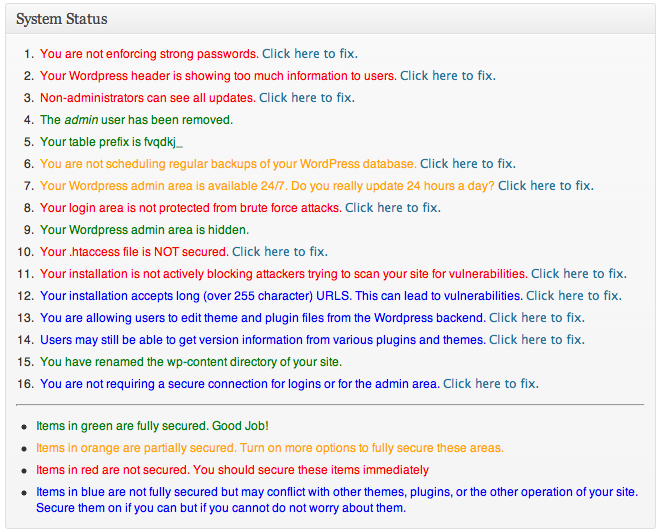 System Status
1. You are not enforcing strong passwords. Click here to fix.
2. Your Wordpress header is showing too much information to users. Click here to fix.
3. Non-administrators can see all updates. Click here to fix.
4. The admin user has been removed.
5. Your table prefix is fvqdkj_
6. You are not scheduling regular backups of your WordPress database. Click here to fix.
7. Your Wordpress admin area is available 24/7. Do you really update 24 hours a day? Click here to fix.
8. Your login area is not protected from brute force attacks. Click here to fix.
9. Your Wordpress admin area is hidden.
10. Your .htaccess file is NOT secured. Click here to fix.
11. Your installation is not actively blocking attackers trying to scan your site for vulnerabilities. Click here to fix.
12. Your installation accepts long (over 255 character) URLS. This can lead to vulnerabilities. Click here to fix.
13. You are allowing users to edit theme and plugin files from the Wordpress backend. Click here to fix.
14. Users may still be able to get version information from various plugins and themes. Click here to fix.
15. You have renamed the wp-content directory of your site.
16. You are not requiring a secure connection for logins or for the admin area. Click here to fix.
• Items in green are fully secured. Good Job!
• Items in orange are partially secured. Turn on more options to fully secure these areas.
• Items in red are not secured. You should secure these items immediately
• Items in blue are not fully secured but may conflict with other themes, plugins, or the other operation of your site.
Secure them on if you can but if you cannot do not worry about them.